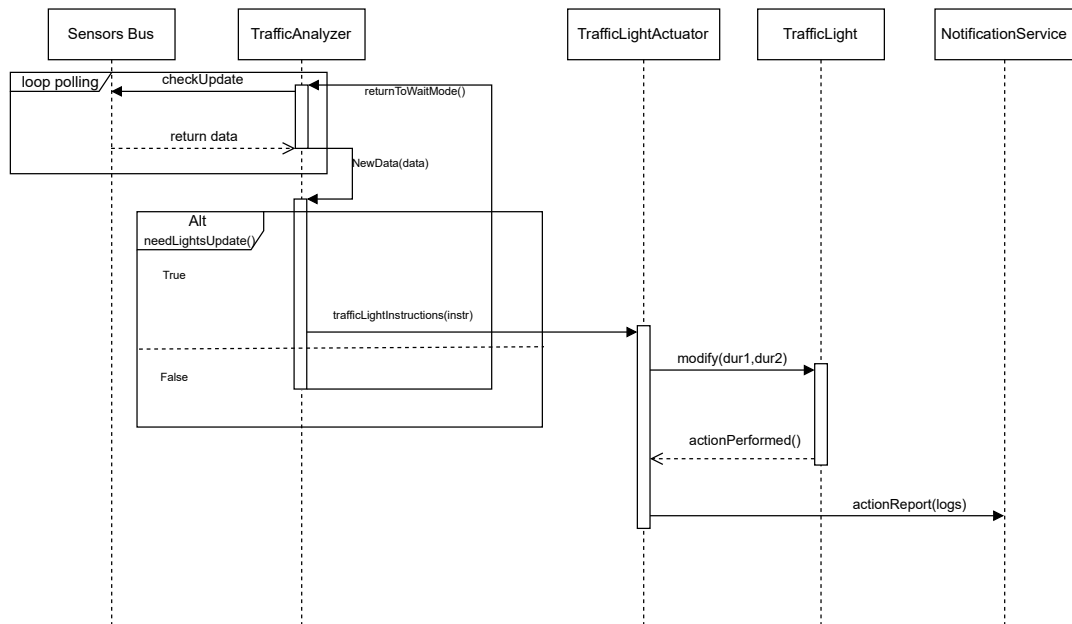 Sensors Bus
TrafficAnalyzer
TrafficLightActuator
TrafficLight
NotificationService
loop polling
checkUpdate
returnToWaitMode()
return data
NewData(data)
Alt
needLightsUpdate()
True
trafficLightInstructions(instr)
modify(dur1,dur2)
False
actionPerformed()
actionReport(logs)